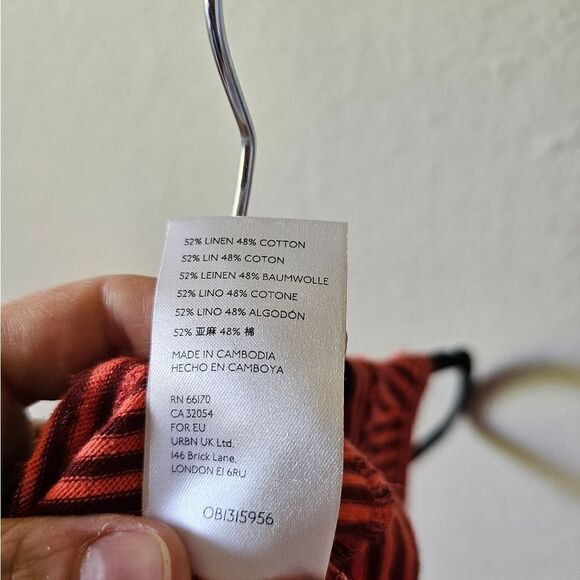 52% LINEN 48% COTTON
52% LIN 48% COTON
52% LEINEN 48% BAUMWOLLE
52% LINO 48% COTONE
52% LINO 48% ALGODÓN
52% 亚麻 48% 棉
MADE IN CAMBODIA
HECHO EN CAMBOYA
RN 66170
CA 32054
FOR EU
URBN UK Ltd.
146 Brick Lane,
LONDON E1 6RU
OB1315956